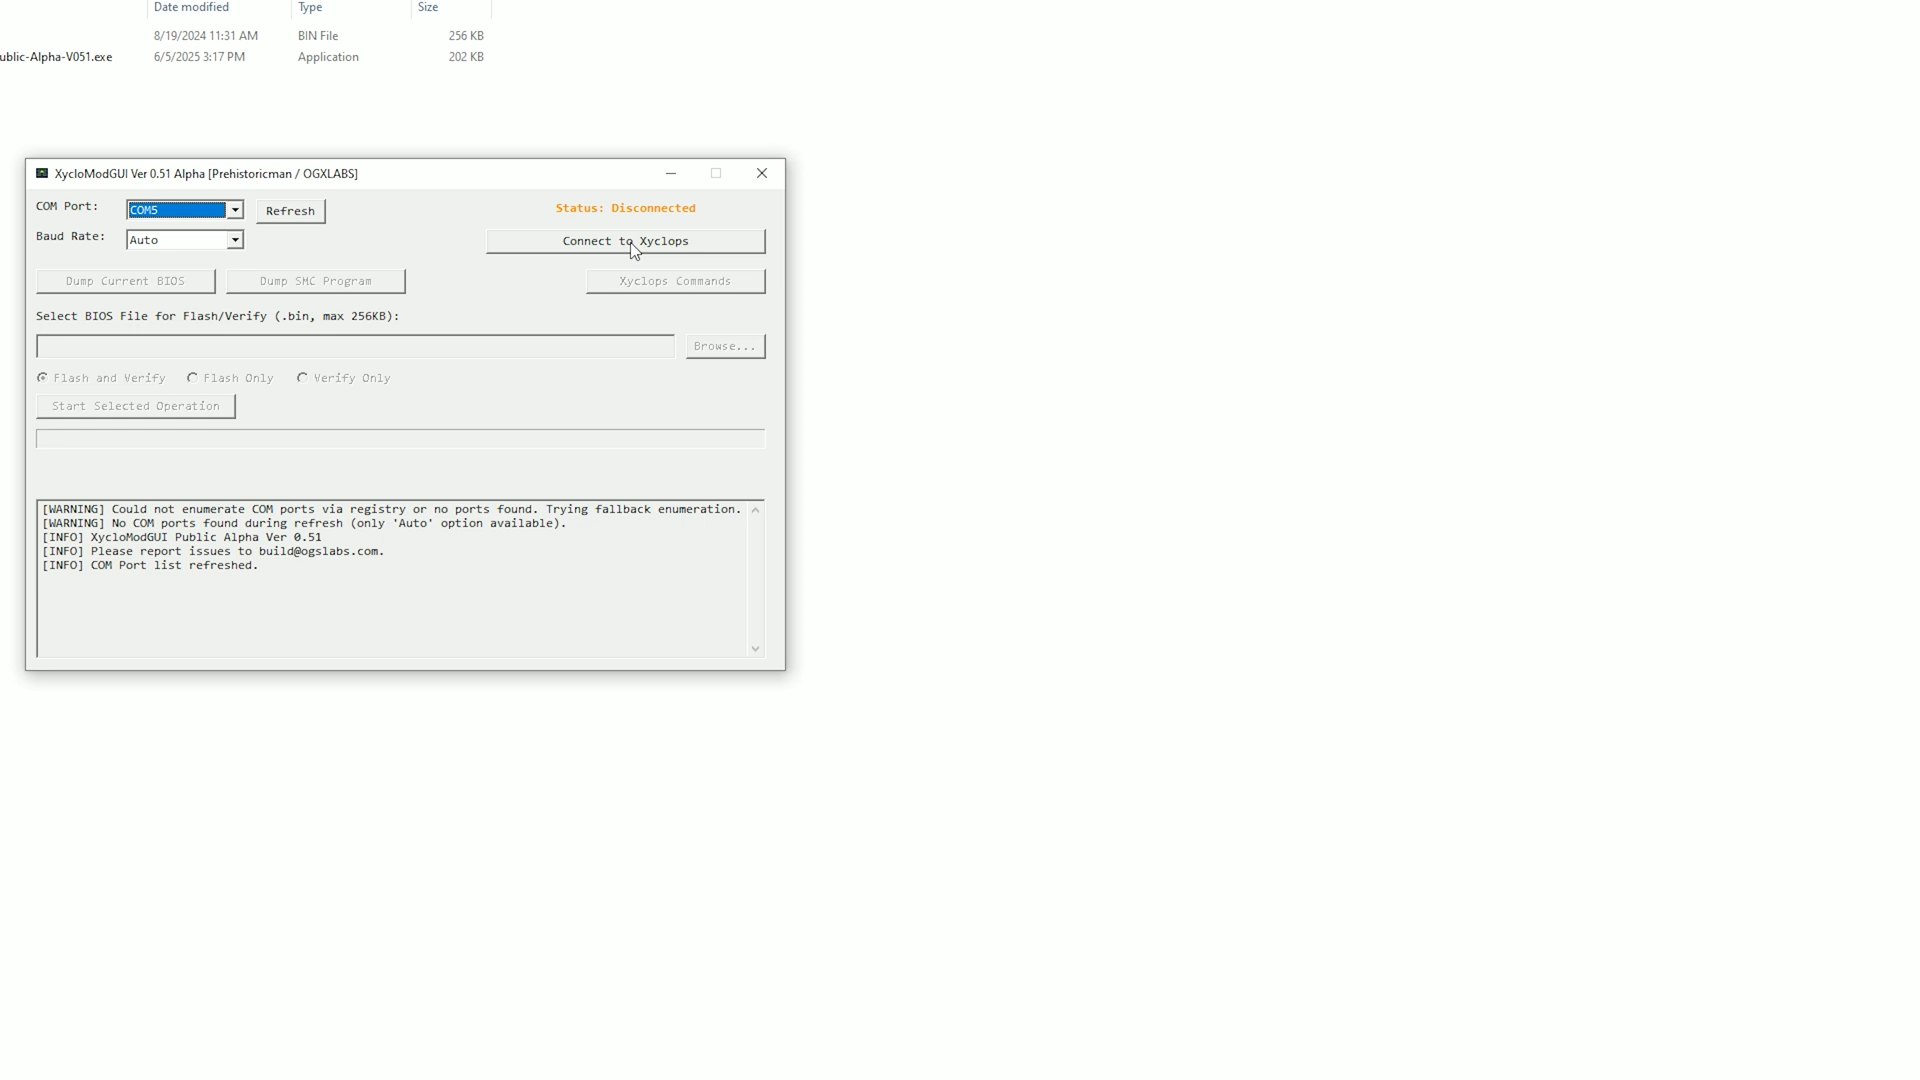 Date modified Type Size
8/19/2024 11:31 AM BIN File 256 KB
ublic-Alpha-V051.exe 6/5/2025 3:17 PM Application 202 KB
XycloModGUI Ver 0.51 Alpha [Prehistoricman / OGXLABS]
COM Port: COM5 Refresh Status: Disconnected
Baud Rate: Auto Connect to Xyclops
Dump Current BIOS Dump SMC Program Xyclops Commands
Select BIOS File for Flash/Verify (.bin, max 256KB):
Browse...
Flash and Verify Flash Only Verify Only
Start Selected Operation
[WARNING] Could not enumerate COM ports via registry or no ports found. Trying fallback enumeration.
[WARNING] No COM ports found during refresh (only 'Auto' option available).
[INFO] XycloModGUI Public Alpha Ver 0.51
[INFO] Please report issues to build@ogslabs.com.
[INFO] COM Port list refreshed.